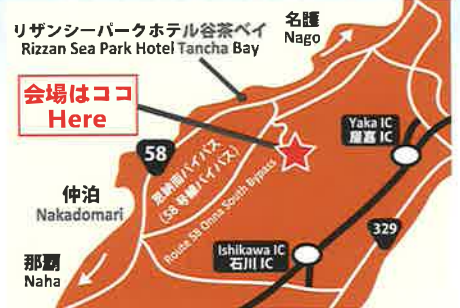 リザンシーパークホテル谷茶ベイ
Rizzan Sea Park Hotel Tancha Bay
名護
Nago
会場はココ
Here
58
Yaka IC
屋嘉 IC
恩納南バイパス
(58 号線バイパス)
Route 58 Onna South Bypass
仲泊
Nakadomari
329
Ishikawa IC
石川 IC
那覇
Naha